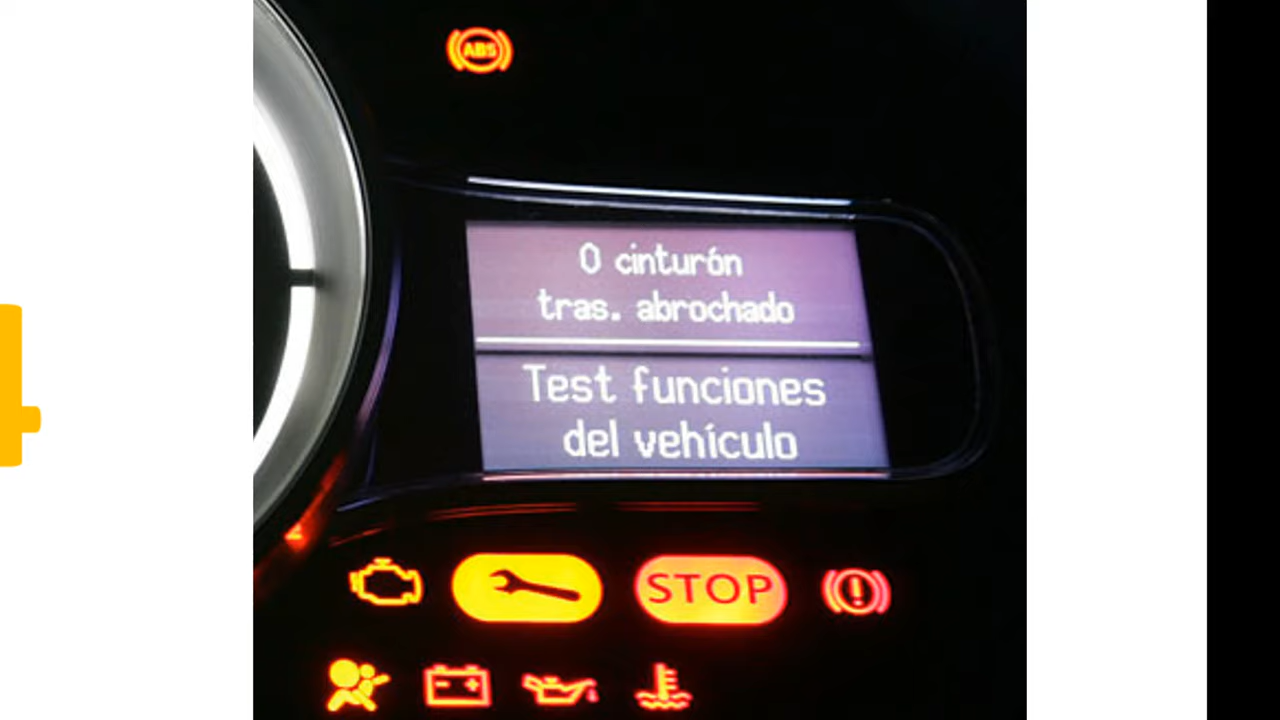 ABS
0 cinturón
tras. abrochado
Test funciones
del vehículo
STOP